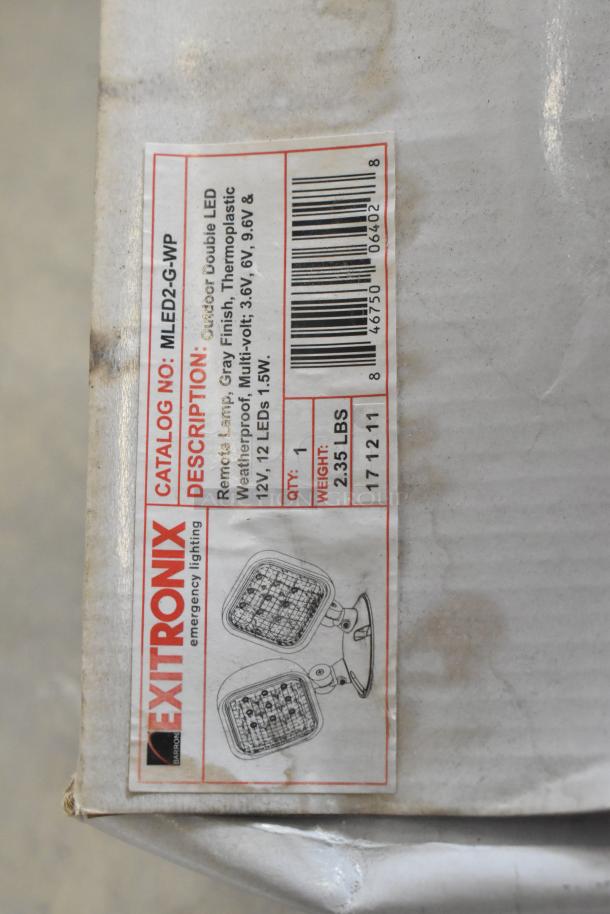 BARRON
EXITRONIX
emergency lighting
CATALOG NO: MLED2-G-WP
DESCRIPTION: Outdoor Double LED
Remote Lamp, Gray Finish, Thermoplastic
Weatherproof, Multi-volt; 3.6V, 6V, 9.6V &
12V, 12 LEDs 1.5W.
QTY: 1
WEIGHT:
2.35 LBS
17 12 11
8 46750 06402 8
AUCTION GROUP